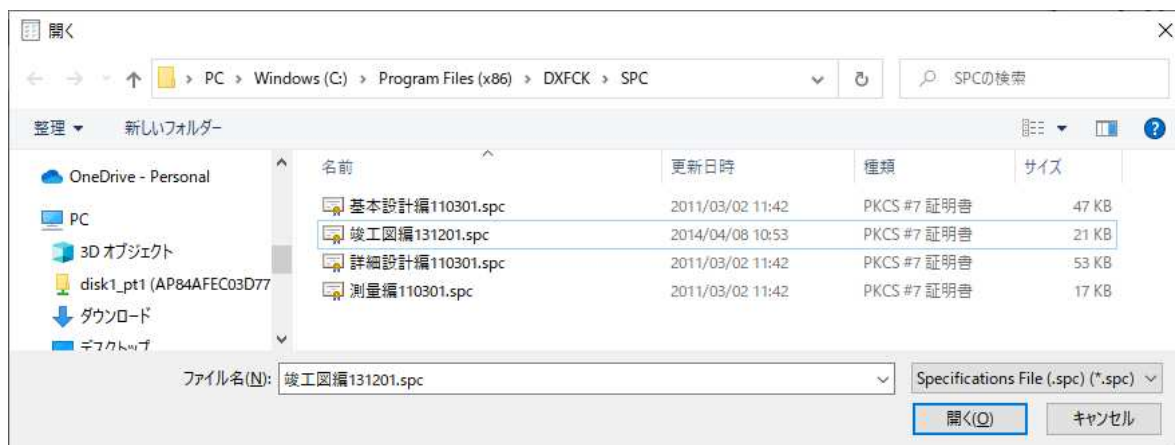 開く
PC › Windows (C:) › Program Files (x86) › DXFCK › SPC
SPCの検索
整理 新しいフォルダー
名前 更新日時 種類 サイズ
OneDrive - Personal
PC
3D オブジェクト
disk1_pt1 (AP84AFEC03D77
ダウンロード
デスクトップ
基本設計編110301.spc 2011/03/02 11:42 PKCS #7 証明書 47 KB
竣工図編131201.spc 2014/04/08 10:53 PKCS #7 証明書 21 KB
詳細設計編110301.spc 2011/03/02 11:42 PKCS #7 証明書 53 KB
測量編110301.spc 2011/03/02 11:42 PKCS #7 証明書 17 KB
ファイル名(N): 竣工図編131201.spc
Specifications File (.spc) (*.spc)
開く(O) キャンセル